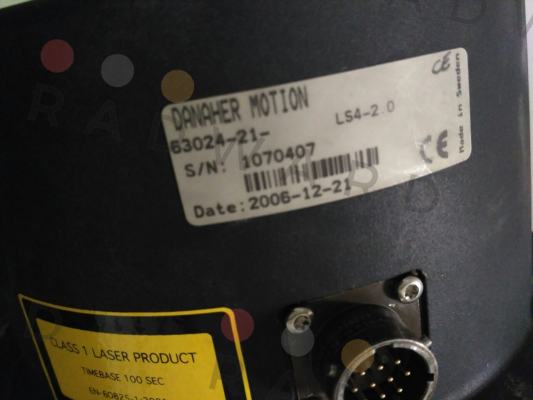 DANAHER MOTION
63024-21-
LS4-2.0
S/N: 1070407
Date: 2006-12-21
CE
CE
Made in Sweden
CLASS 1 LASER PRODUCT
TIMEBASE 100 SEC